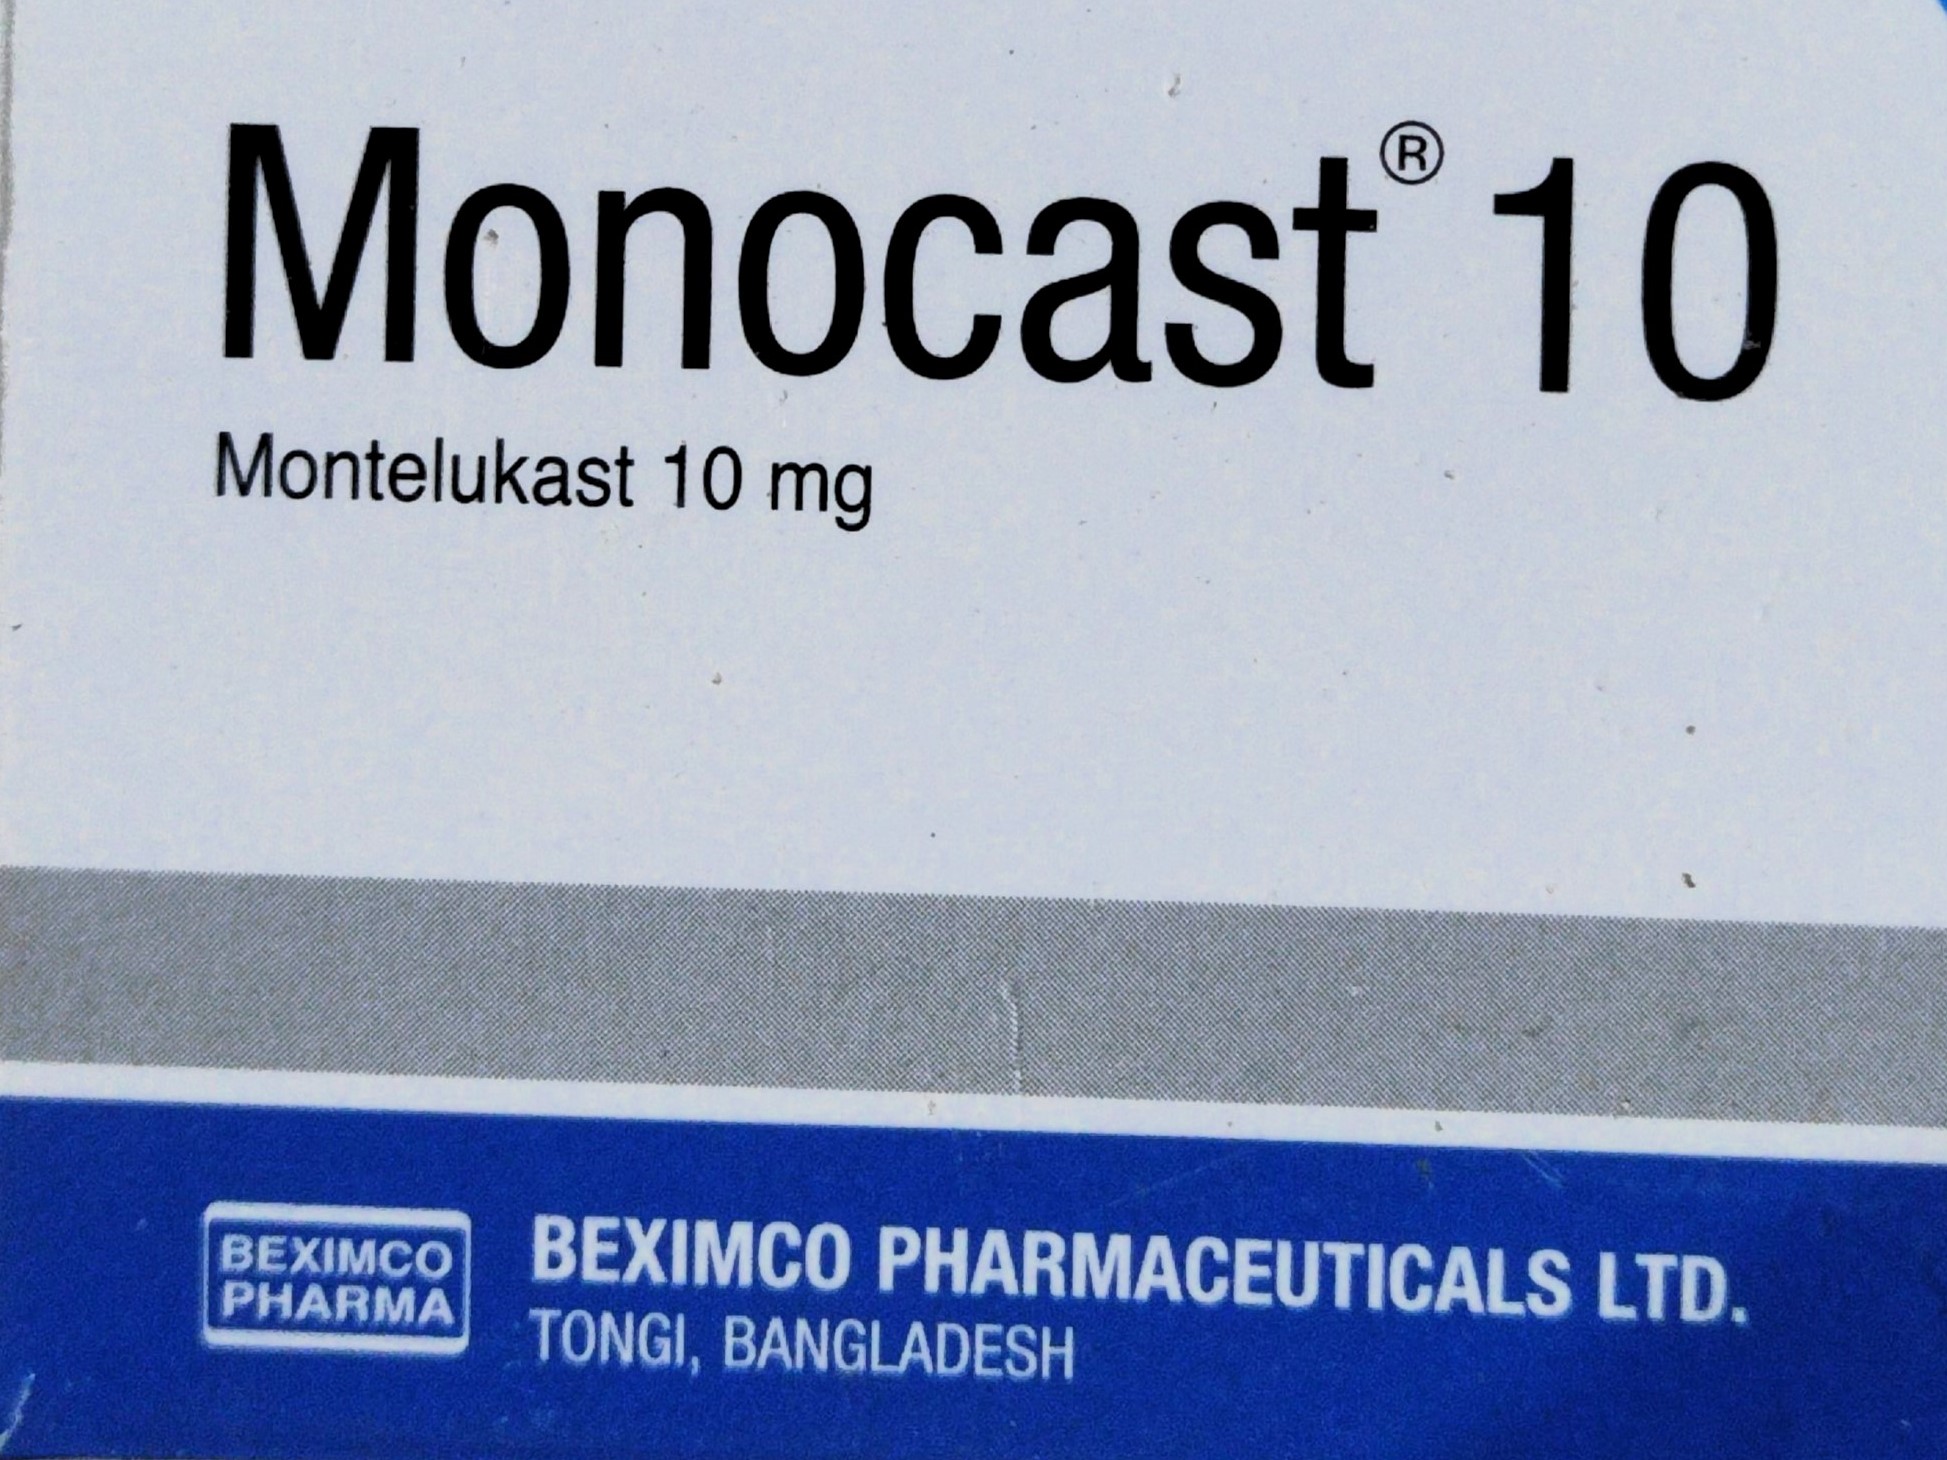 Monocast® 10
Montelukast 10 mg
BEXIMCO
PHARMA
BEXIMCO PHARMACEUTICALS LTD.
TONGI, BANGLADESH